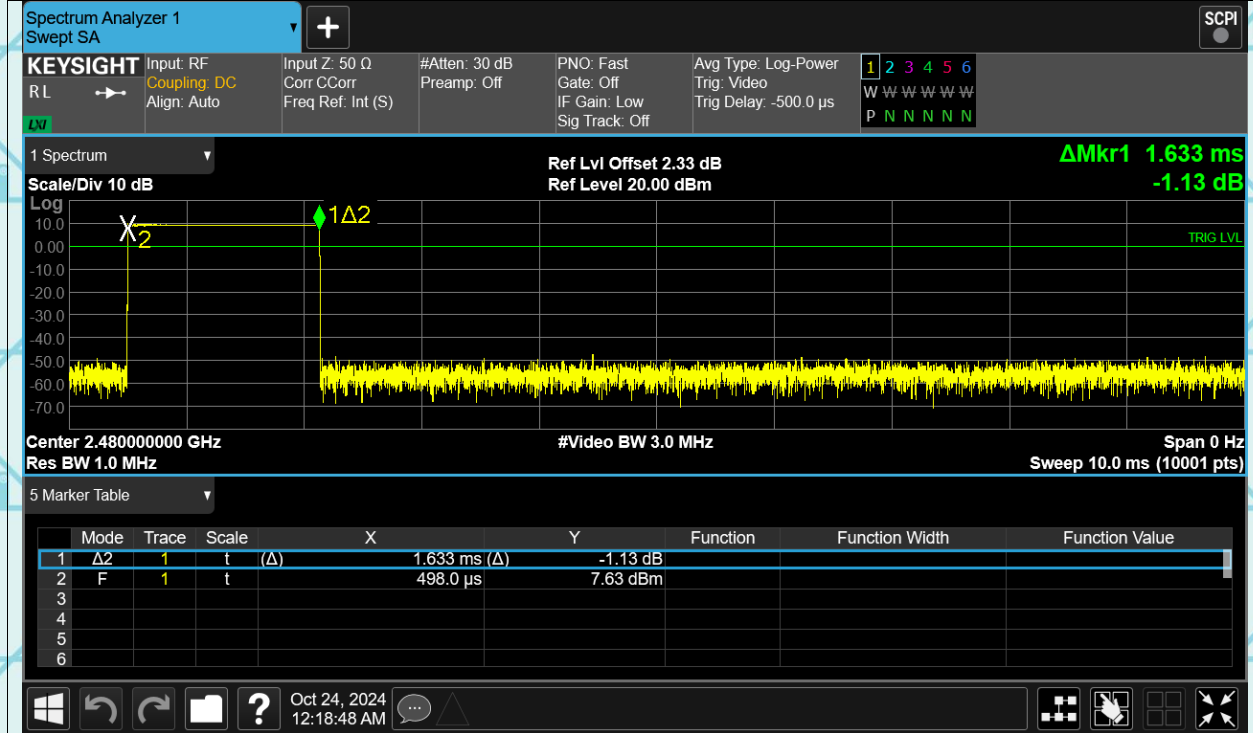 Spectrum Analyzer 1
Swept SA
SCPI
KEYSIGHT
R L
LXI
Input: RF
Coupling: DC
Align: Auto
Input Z: 50 Ω
Corr CCorr
Freq Ref: Int (S)
#Atten: 30 dB
Preamp: Off
PNO: Fast
Gate: Off
IF Gain: Low
Sig Track: Off
Avg Type: Log-Power
Trig: Video
Trig Delay: -500.0 µs
1 2 3 4 5 6
W W W W W W
P N N N N N
1 Spectrum
Ref Lvl Offset 2.33 dB
ΔMkr1 1.633 ms
Scale/Div 10 dB
Ref Level 20.00 dBm
-1.13 dB
Log
1Δ2
10.0
2
TRIG LVL
0.00
-10.0
-20.0
-30.0
-40.0
-50.0
-60.0
-70.0
Center 2.480000000 GHz
#Video BW 3.0 MHz
Span 0 Hz
Res BW 1.0 MHz
Sweep 10.0 ms (10001 pts)
5 Marker Table
Mode Trace Scale X Y Function Function Width Function Value
1 Δ2 1 t (Δ) 1.633 ms (Δ) -1.13 dB
2 F 1 t 498.0 µs 7.63 dBm
3
4
5
6
?
Oct 24, 2024
12:18:48 AM